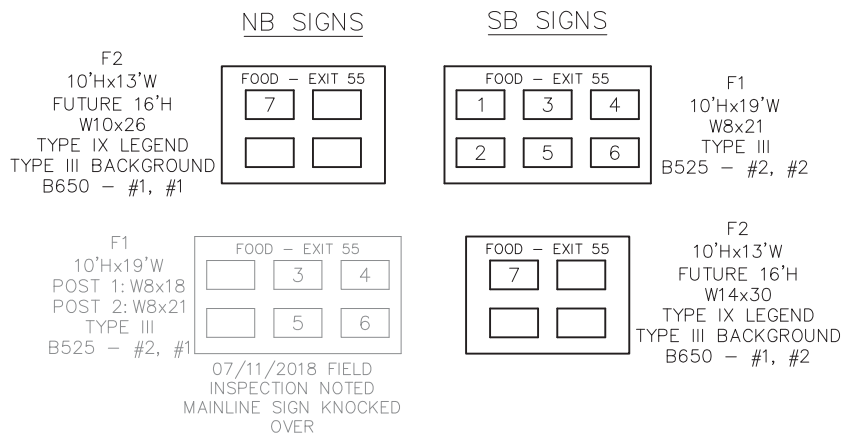 NB SIGNS
F2
10'Hx13'W
FUTURE 16'H
W10x26
TYPE IX LEGEND
TYPE III BACKGROUND
B650 – #1, #1
FOOD – EXIT 55
7
F1
10'Hx19'W
POST 1: W8x18
POST 2: W8x21
TYPE III
B525 – #2, #1
FOOD – EXIT 55
3 4
5 6
07/11/2018 FIELD
INSPECTION NOTED
MAINLINE SIGN KNOCKED
OVER
SB SIGNS
FOOD – EXIT 55
1 3 4
2 5 6
F1
10'Hx19'W
W8x21
TYPE III
B525 – #2, #2
FOOD – EXIT 55
7
F2
10'Hx13'W
FUTURE 16'H
W14x30
TYPE IX LEGEND
TYPE III BACKGROUND
B650 – #1, #2